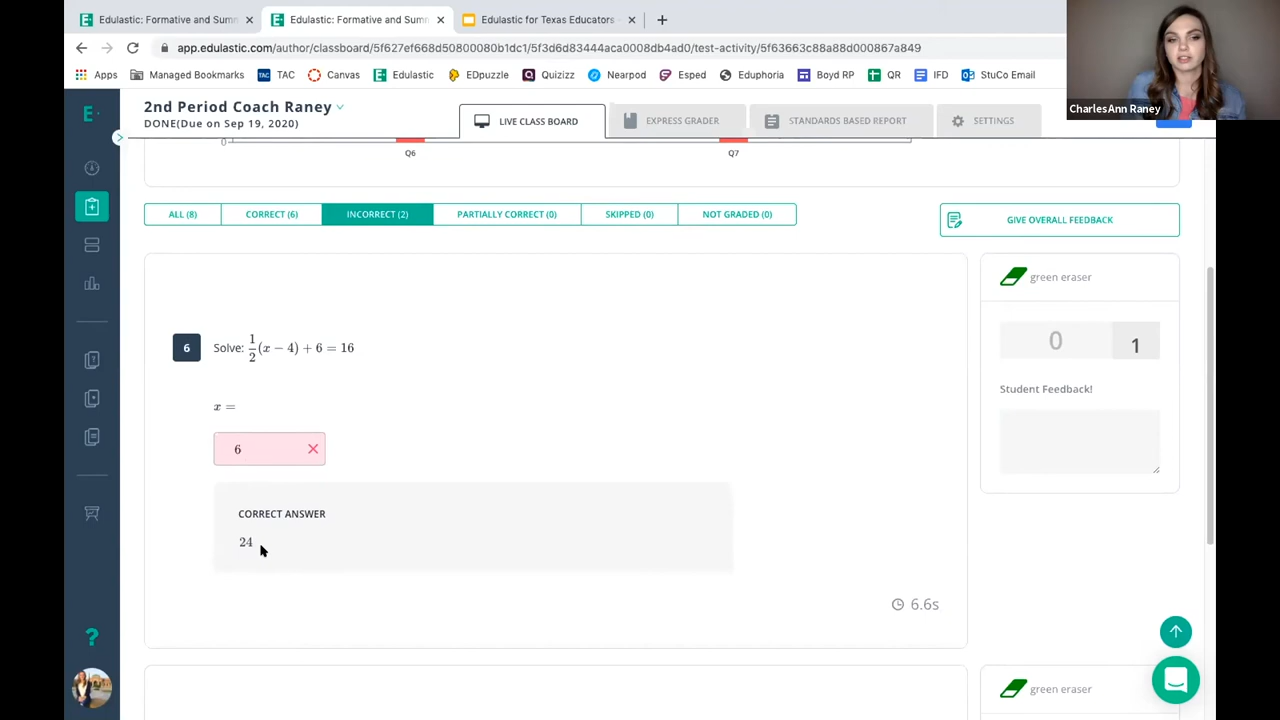 Edulastic: Formative and Summ
Edulastic: Formative and Summ
Edulastic for Texas Educators -
app.edulastic.com/author/classboard/5f627ef668d50800080b1dc1/5f3d6d83444aca0008db4ad0/test-activity/5f63663c88a88d000867a849
Apps
Managed Bookmarks
TAC
Canvas
Edulastic
EDpuzzle
Quizizz
Nearpod
Esped
Eduphoria
Boyd RP
QR
IFD
StuCo Email
Charles Ann Raney
2nd Period Coach Raney
DONE(Due on Sep 19, 2020)
LIVE CLASS BOARD
EXPRESS GRADER
STANDARDS BASED REPORT
SETTINGS
0
Q6
Q7
ALL (8)
CORRECT (6)
INCORRECT (2)
PARTIALLY CORRECT (0)
SKIPPED (0)
NOT GRADED (0)
GIVE OVERALL FEEDBACK
green eraser
0
1
Student Feedback!
6
Solve: 1/2(x − 4) + 6 = 16
x =
6
CORRECT ANSWER
24
6.6s
green eraser